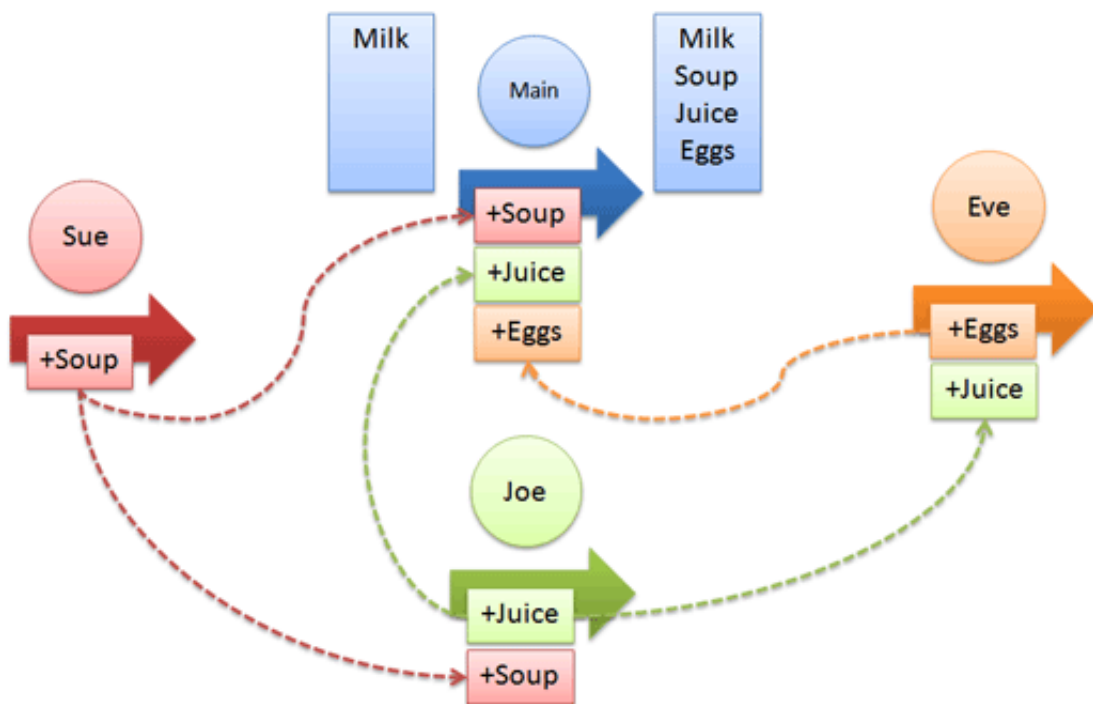 Milk
Main
Milk
Soup
Juice
Eggs
Sue
+Soup
+Soup
+Juice
+Eggs
Eve
+Eggs
+Juice
Joe
+Juice
+Soup